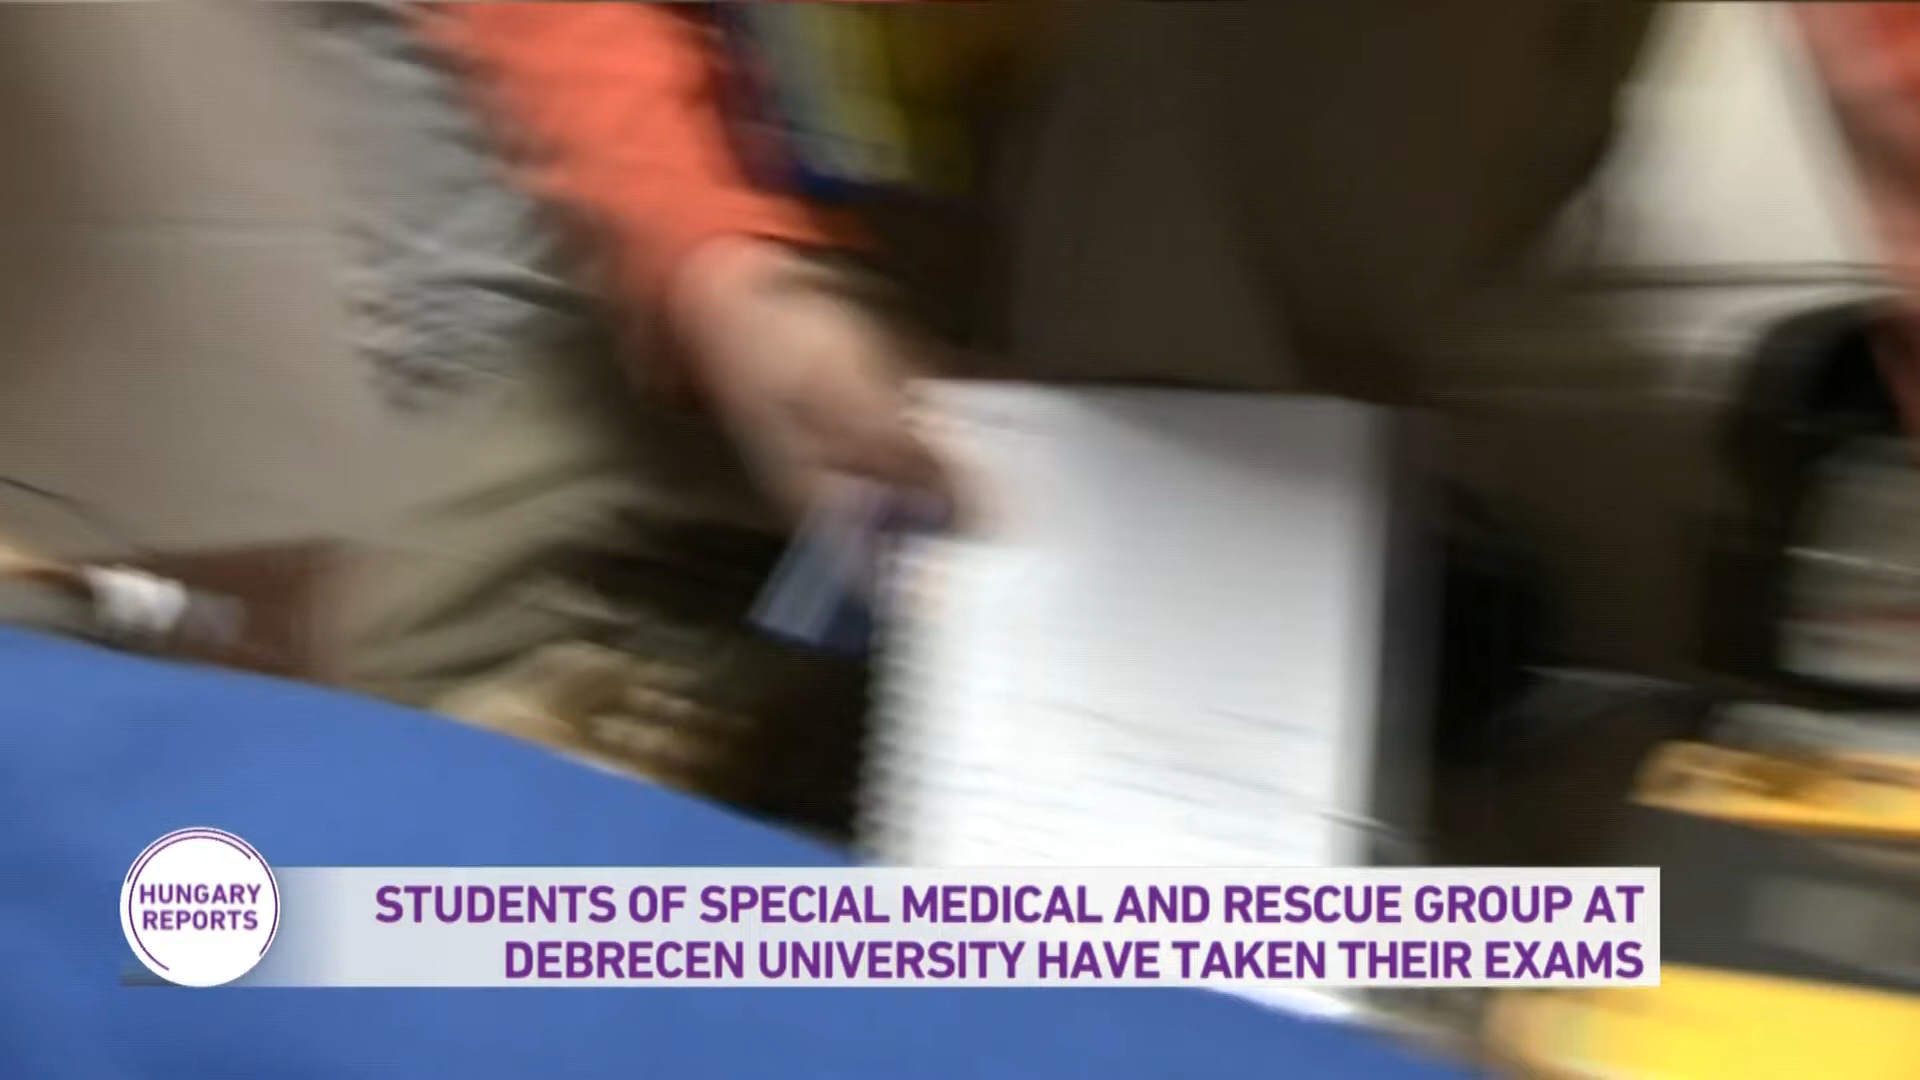 HUNGARY
REPORTS
STUDENTS OF SPECIAL MEDICAL AND RESCUE GROUP AT
DEBRECEN UNIVERSITY HAVE TAKEN THEIR EXAMS